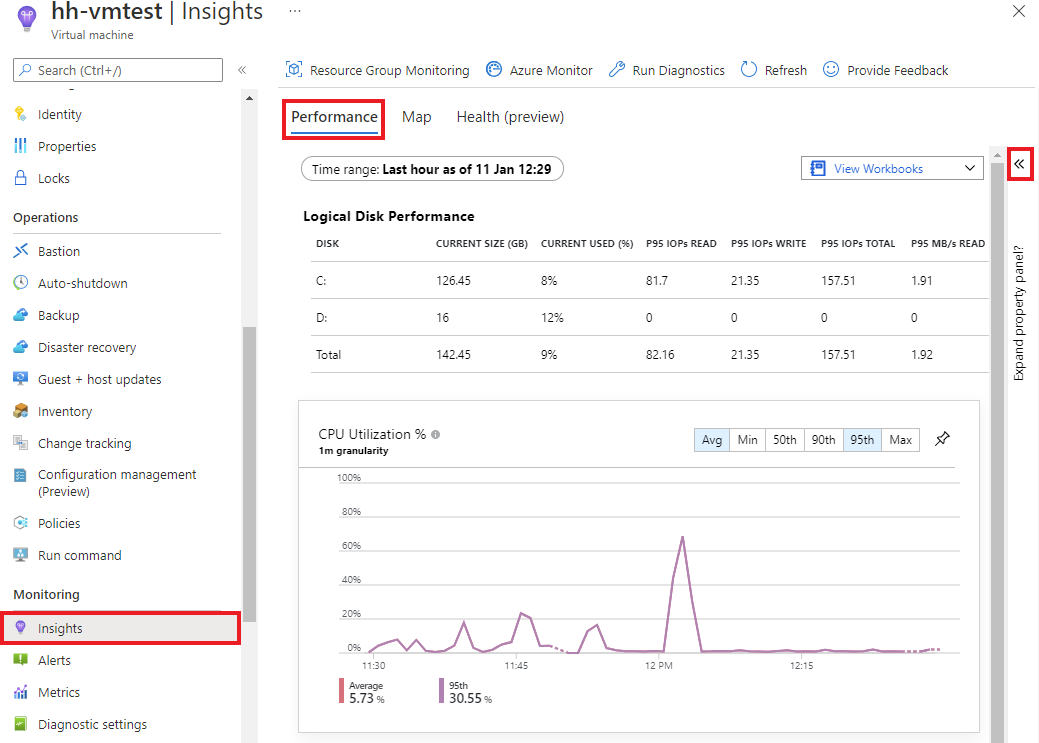 hh-vmtest | Insights ...
Virtual machine
Search (Ctrl+/)
«
Identity
Properties
Locks
Operations
Bastion
Auto-shutdown
Backup
Disaster recovery
Guest + host updates
Inventory
Change tracking
Configuration management
(Preview)
Policies
Run command
Monitoring
Insights
Alerts
Metrics
Diagnostic settings
Resource Group Monitoring Azure Monitor Run Diagnostics Refresh Provide Feedback
Performance Map Health (preview)
Time range: Last hour as of 11 Jan 12:29 View Workbooks
«
Expand property panel?
Logical Disk Performance
DISK CURRENT SIZE (GB) CURRENT USED (%) P95 IOPs READ P95 IOPs WRITE P95 IOPs TOTAL P95 MB/s READ
C: 126.45 8% 81.7 21.35 157.51 1.91
D: 16 12% 0 0 0 0
Total 142.45 9% 82.16 21.35 157.51 1.92
CPU Utilization %
1m granularity
Avg Min 50th 90th 95th Max
100%
80%
60%
40%
20%
0%
11:30 11:45 12 PM 12:15
Average 95th
5.73 % 30.55 %